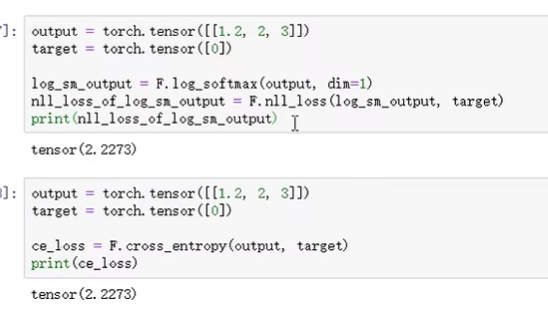 ]: output = torch.tensor([[1.2, 2, 3]])
target = torch.tensor([0])
log_sm_output = F.log_softmax(output, dim=1)
nll_loss_of_log_sm_output = F.nll_loss(log_sm_output, target)
print(nll_loss_of_log_sm_output)
tensor(2.2273)
]: output = torch.tensor([[1.2, 2, 3]])
target = torch.tensor([0])
ce_loss = F.cross_entropy(output, target)
print(ce_loss)
tensor(2.2273)